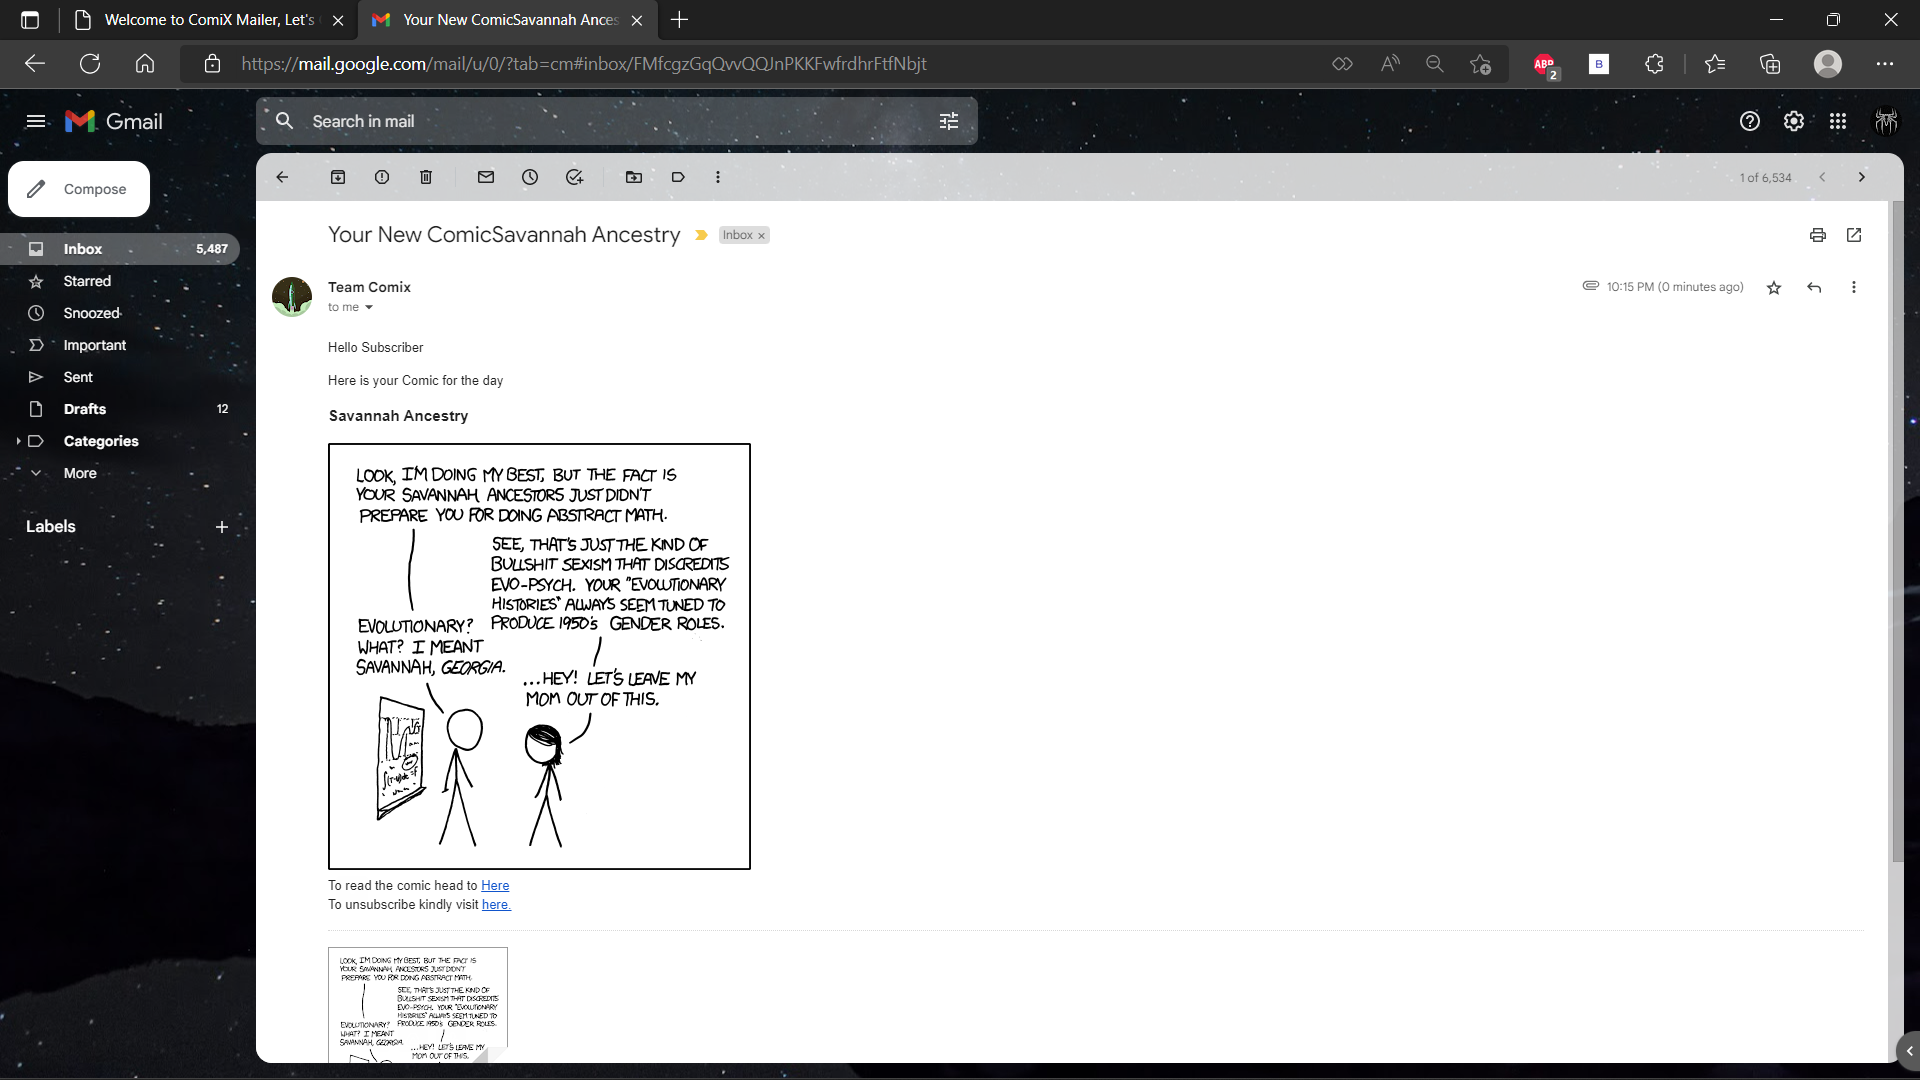 Welcome to ComiX Mailer, Let's
Your New ComicSavannah Ances
https://mail.google.com/mail/u/0/?tab=cm#inbox/FMfcgzGqQvvQQJnPKKFwfrdhrFtfNbjt
ABP
2
B
Gmail
Search in mail
Compose
1 of 6,534
Inbox 5,487
Starred
Snoozed
Important
Sent
Drafts 12
Categories
More
Labels
Your New ComicSavannah Ancestry
Inbox
Team Comix
10:15 PM (0 minutes ago)
to me
Hello Subscriber
Here is your Comic for the day
Savannah Ancestry
LOOK, I'M DOING MY BEST, BUT THE FACT IS
YOUR SAVANNAH ANCESTORS JUST DIDN'T
PREPARE YOU FOR DOING ABSTRACT MATH.
SEE, THAT'S JUST THE KIND OF
BULLSHIT SEXISM THAT DISCREDITS
EVO-PSYCH. YOUR "EVOLUTIONARY
HISTORIES" ALWAYS SEEM TUNED TO
PRODUCE 1950's GENDER ROLES.
EVOLUTIONARY?
WHAT? I MEANT
SAVANNAH, GEORGIA.
...HEY! LET'S LEAVE MY
MOM OUT OF THIS.
To read the comic head to Here
To unsubscribe kindly visit here.
LOOK, I'M DOING MY BEST, BUT THE FACT IS
YOUR SAVANNAH ANCESTORS JUST DIDN'T
PREPARE YOU FOR DOING ABSTRACT MATH.
SEE, THAT'S JUST THE KIND OF
BULLSHIT SEXISM THAT DISCREDITS
EVO-PSYCH. YOUR "EVOLUTIONARY
HISTORIES" ALWAYS SEEM TUNED TO
PRODUCE 1950's GENDER ROLES.
EVOLUTIONARY?
WHAT? I MEANT
SAVANNAH, GEORGIA.
...HEY! LET'S LEAVE MY
MOM OUT OF THIS.